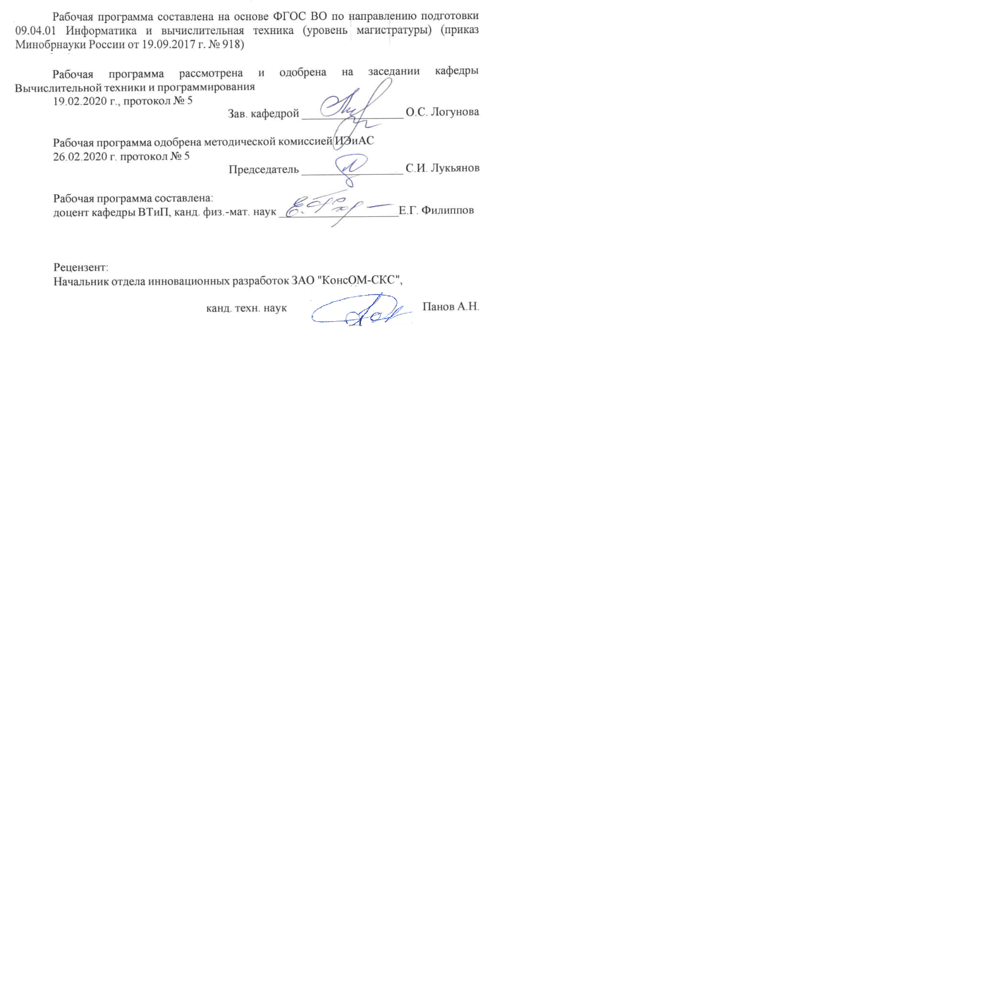 Рабочая программа составлена на основе ФГОС ВО по направлению подготовки
09.04.01 Информатика и вычислительная техника (уровень магистратуры) (приказ
Минобрнауки России от 19.09.2017 г. № 918)
Рабочая программа рассмотрена и одобрена на заседании кафедры
Вычислительной техники и программирования
19.02.2020 г., протокол № 5
Зав. кафедрой ________________ О.С. Логунова
Рабочая программа одобрена методической комиссией ИЭиАС
26.02.2020 г. протокол № 5
Председатель ________________ С.И. Лукьянов
Рабочая программа составлена:
доцент кафедры ВТиП, канд. физ.-мат. наук ___________________Е.Г. Филиппов
Рецензент:
Начальник отдела инновационных разработок ЗАО "КонсОМ-СКС",
канд. техн. наук Панов А.Н.